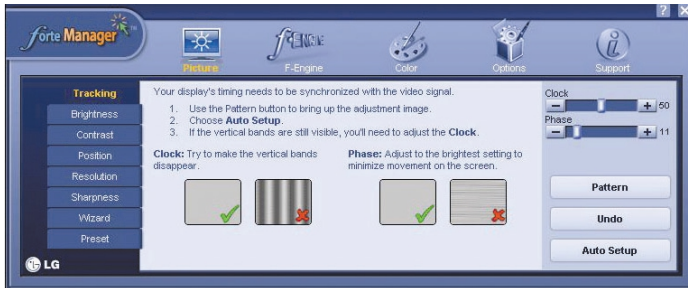 ? X
forte Manager™
Picture
F-ENGINE
F-Engine
Color
Options
Support
Tracking
Brightness
Contrast
Position
Resolution
Sharpness
Wizard
Preset
LG
Your display's timing needs to be synchronized with the video signal.
1. Use the Pattern button to bring up the adjustment image.
2. Choose Auto Setup.
3. If the vertical bands are still visible, you'll need to adjust the Clock.
Clock: Try to make the vertical bands
disappear.
Phase: Adjust to the brightest setting to
minimize movement on the screen.
Clock
50
Phase
11
Pattern
Undo
Auto Setup